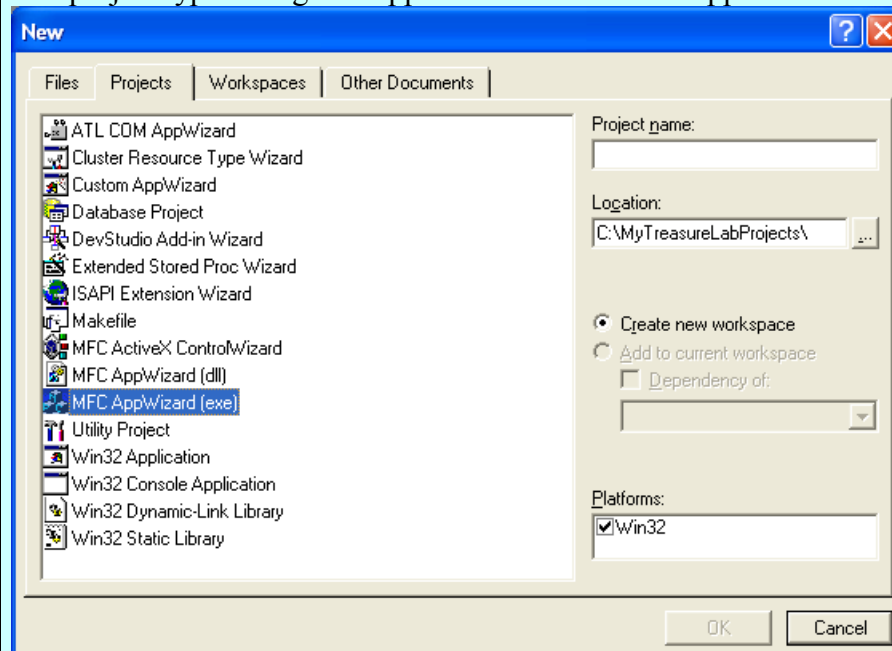 New
Files Projects Workspaces Other Documents
ATL COM AppWizard
Cluster Resource Type Wizard
Custom AppWizard
Database Project
DevStudio Add-in Wizard
Extended Stored Proc Wizard
ISAPI Extension Wizard
Makefile
MFC ActiveX ControlWizard
MFC AppWizard (dll)
MFC AppWizard (exe)
Utility Project
Win32 Application
Win32 Console Application
Win32 Dynamic-Link Library
Win32 Static Library
Project name:
Location:
C:\MyTreasureLabProjects\
...
Create new workspace
Add to current workspace
Dependency of:
Platforms:
Win32
OK Cancel